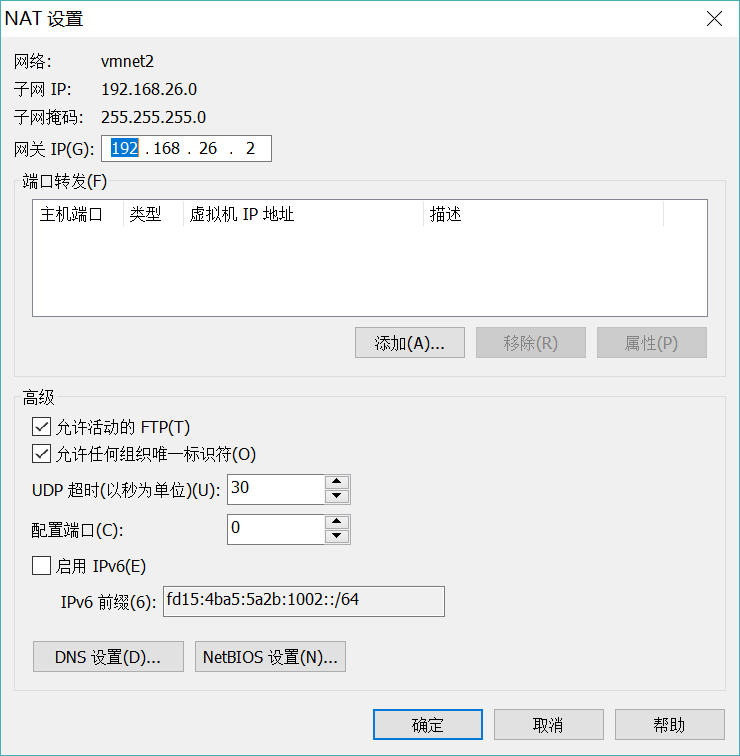 NAT 设置
网络: vmnet2
子网 IP: 192.168.26.0
子网掩码: 255.255.255.0
网关 IP(G): 192 . 168 . 26 . 2
端口转发(F)
主机端口 类型 虚拟机 IP 地址 描述
添加(A)... 移除(R) 属性(P)
高级
允许活动的 FTP(T)
允许任何组织唯一标识符(O)
UDP 超时(以秒为单位)(U): 30
配置端口(C): 0
启用 IPv6(E)
IPv6 前缀(6): fd15:4ba5:5a2b:1002::/64
DNS 设置(D)... NetBIOS 设置(N)...
确定 取消 帮助